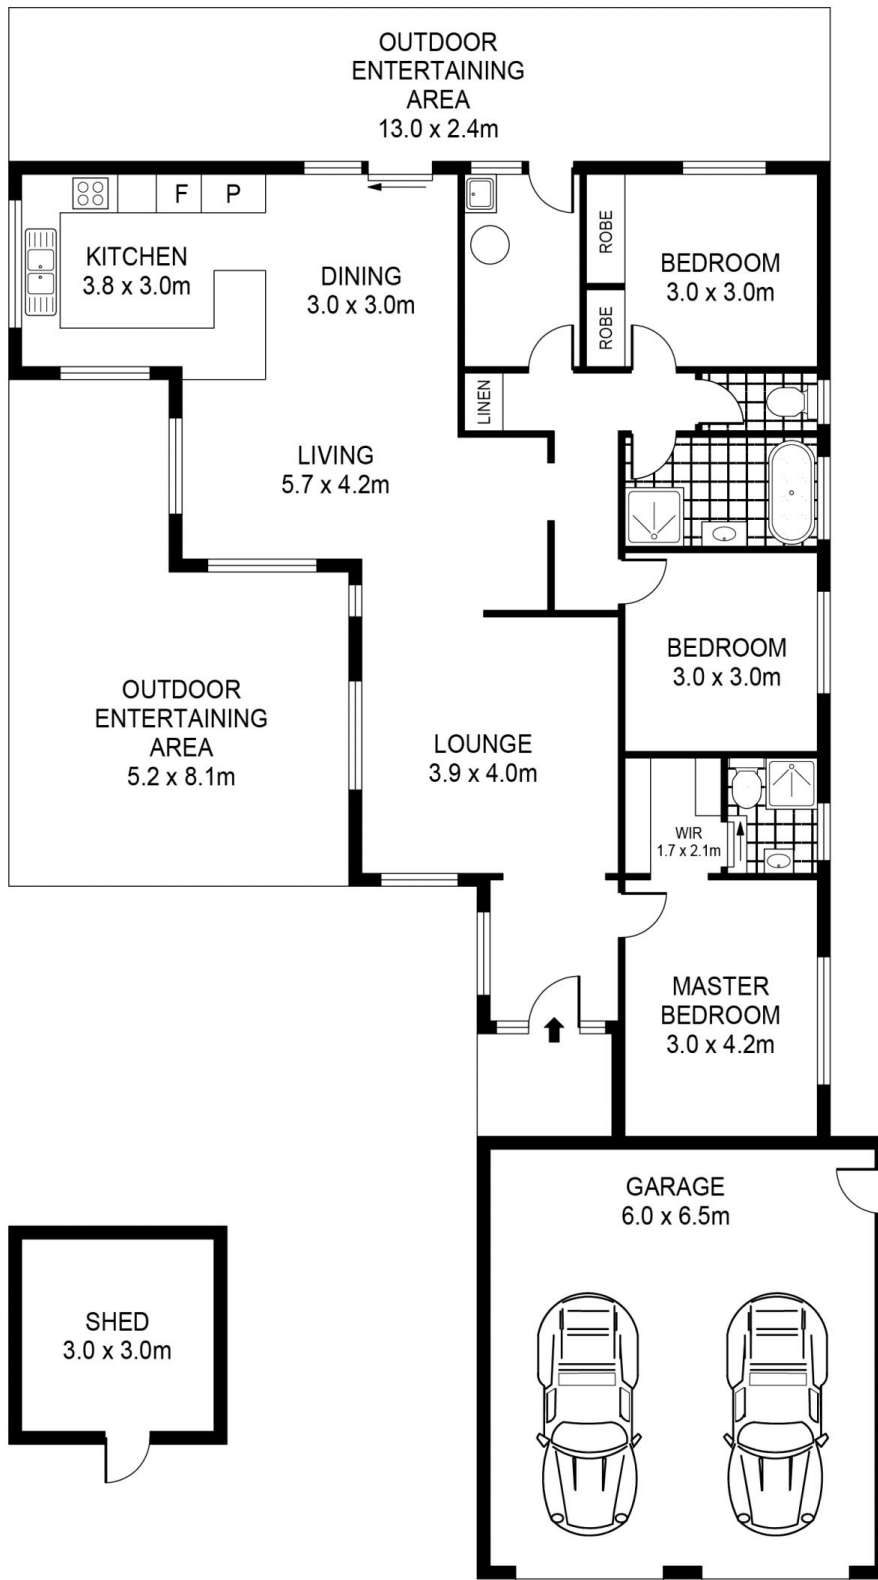 OUTDOOR
ENTERTAINING
AREA
13.0 x 2.4m
F P
KITCHEN
3.8 x 3.0m
DINING
3.0 x 3.0m
ROBE
ROBE
BEDROOM
3.0 x 3.0m
LINEN
LIVING
5.7 x 4.2m
BEDROOM
3.0 x 3.0m
OUTDOOR
ENTERTAINING
AREA
5.2 x 8.1m
LOUNGE
3.9 x 4.0m
WIR
1.7 x 2.1m
MASTER
BEDROOM
3.0 x 4.2m
GARAGE
6.0 x 6.5m
SHED
3.0 x 3.0m